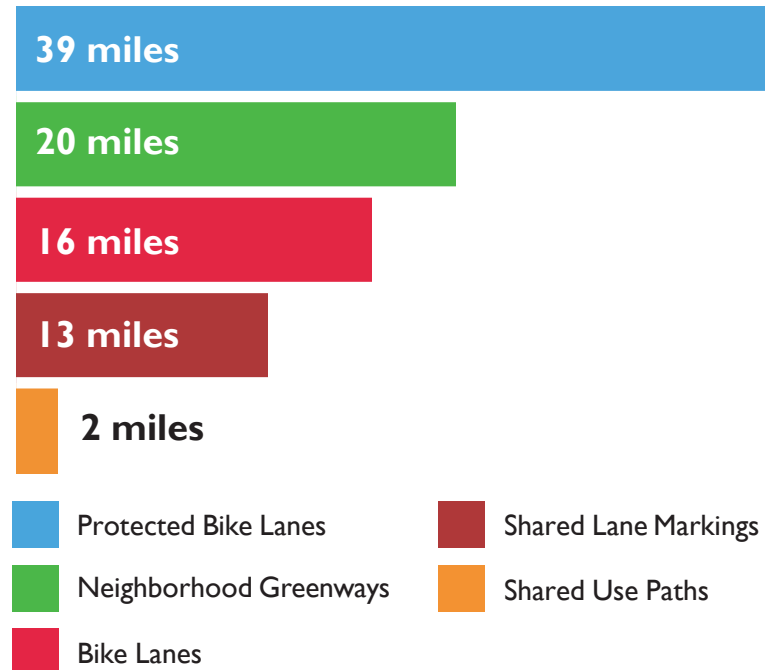 39 miles
20 miles
16 miles
13 miles
2 miles
Protected Bike Lanes
Neighborhood Greenways
Bike Lanes
Shared Lane Markings
Shared Use Paths